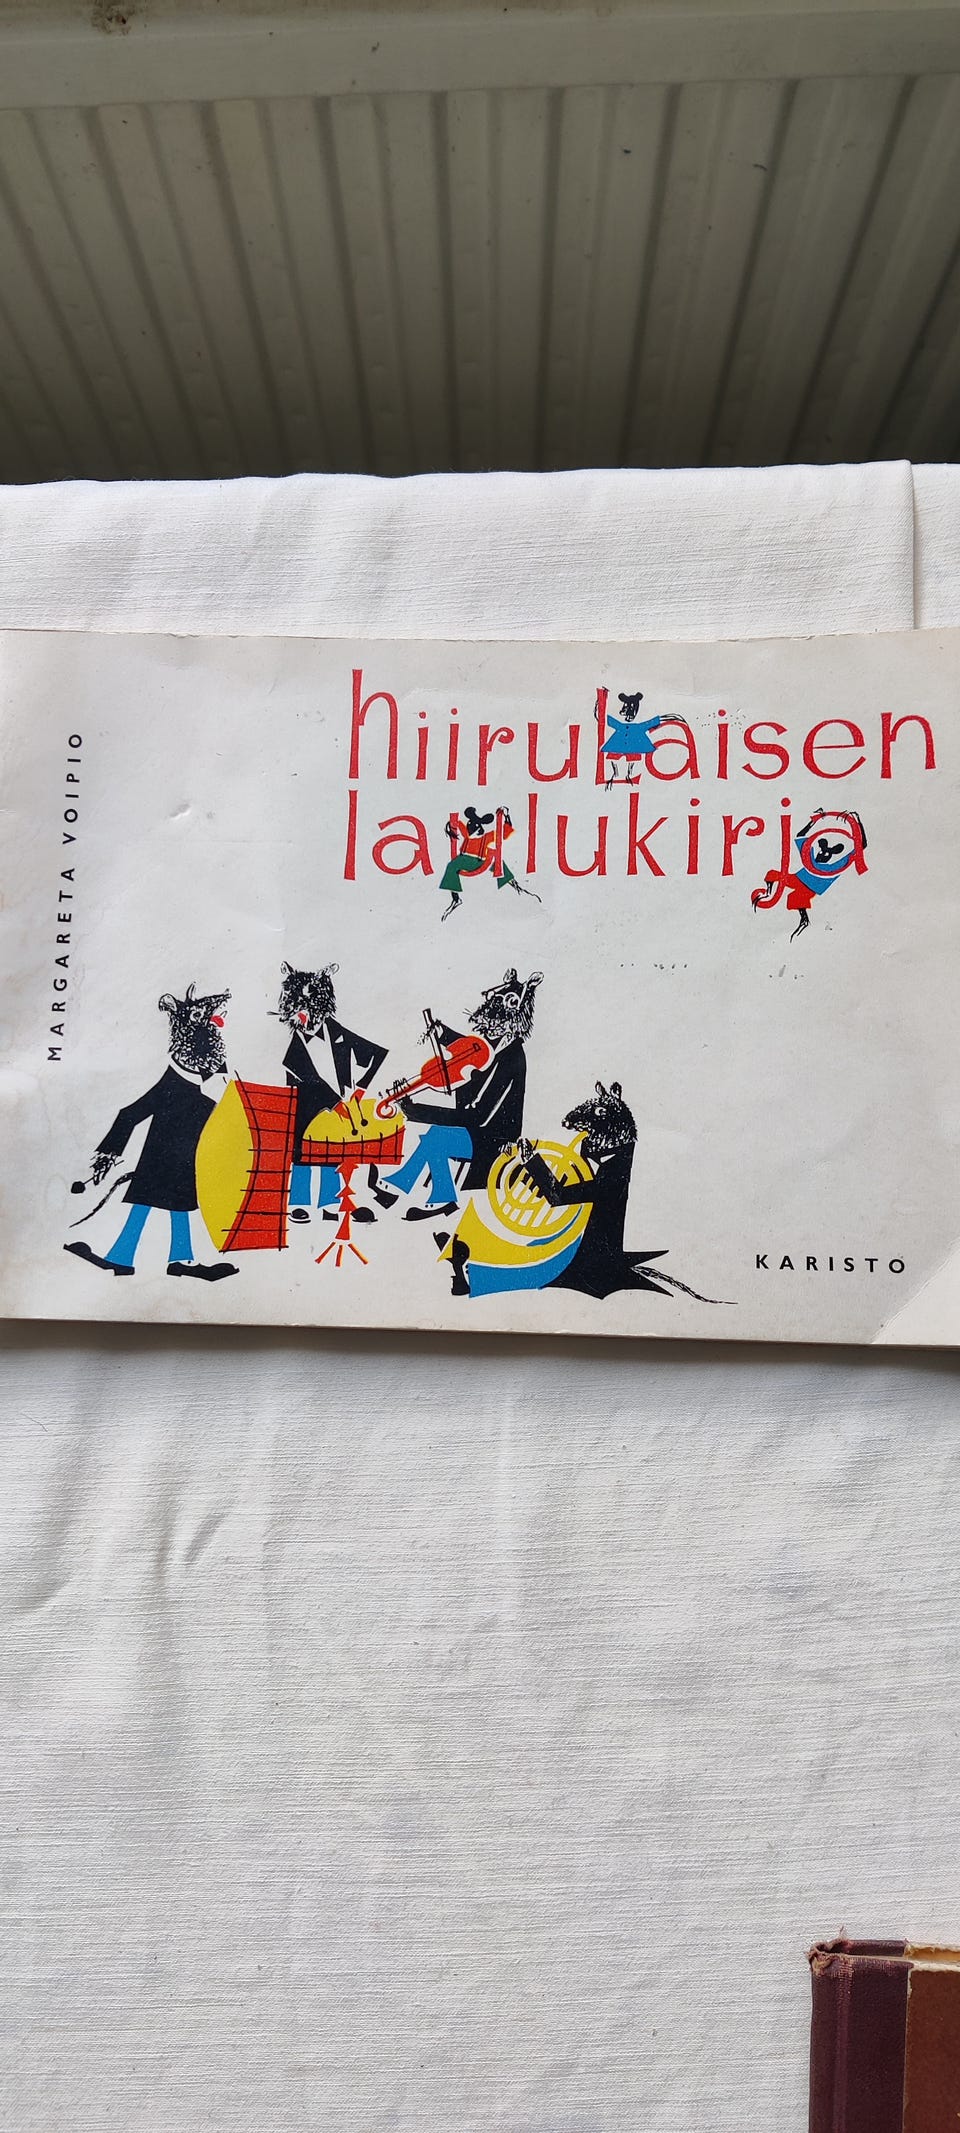 MARGARETA VOIPIO
hiirulaisen
laulukirja
KARISTO